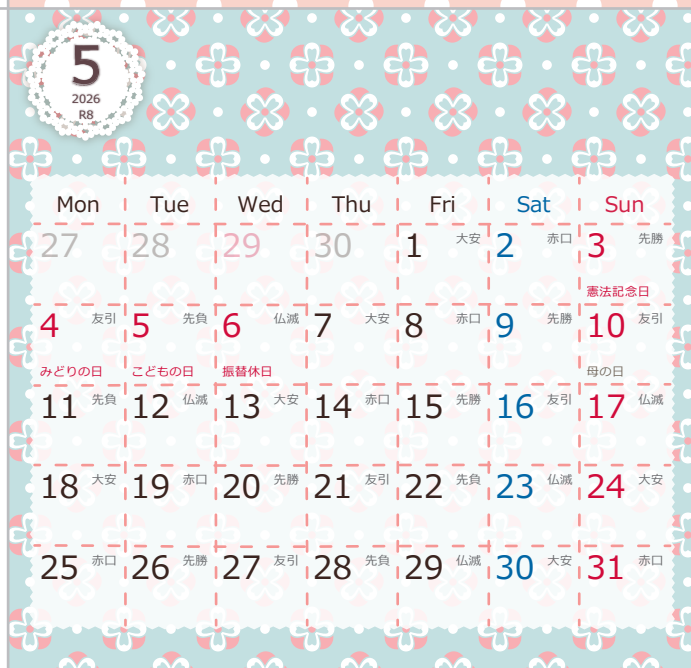 5
2026
R8
Mon Tue Wed Thu Fri Sat Sun
27 28 29 30 1 大安 2 赤口 3 先勝
憲法記念日
4 友引 5 先負 6 仏滅 7 大安 8 赤口 9 先勝 10 友引
みどりの日 こどもの日 振替休日 母の日
11 先負 12 仏滅 13 大安 14 赤口 15 先勝 16 友引 17 仏滅
18 大安 19 赤口 20 先勝 21 友引 22 先負 23 仏滅 24 大安
25 赤口 26 先勝 27 友引 28 先負 29 仏滅 30 大安 31 赤口